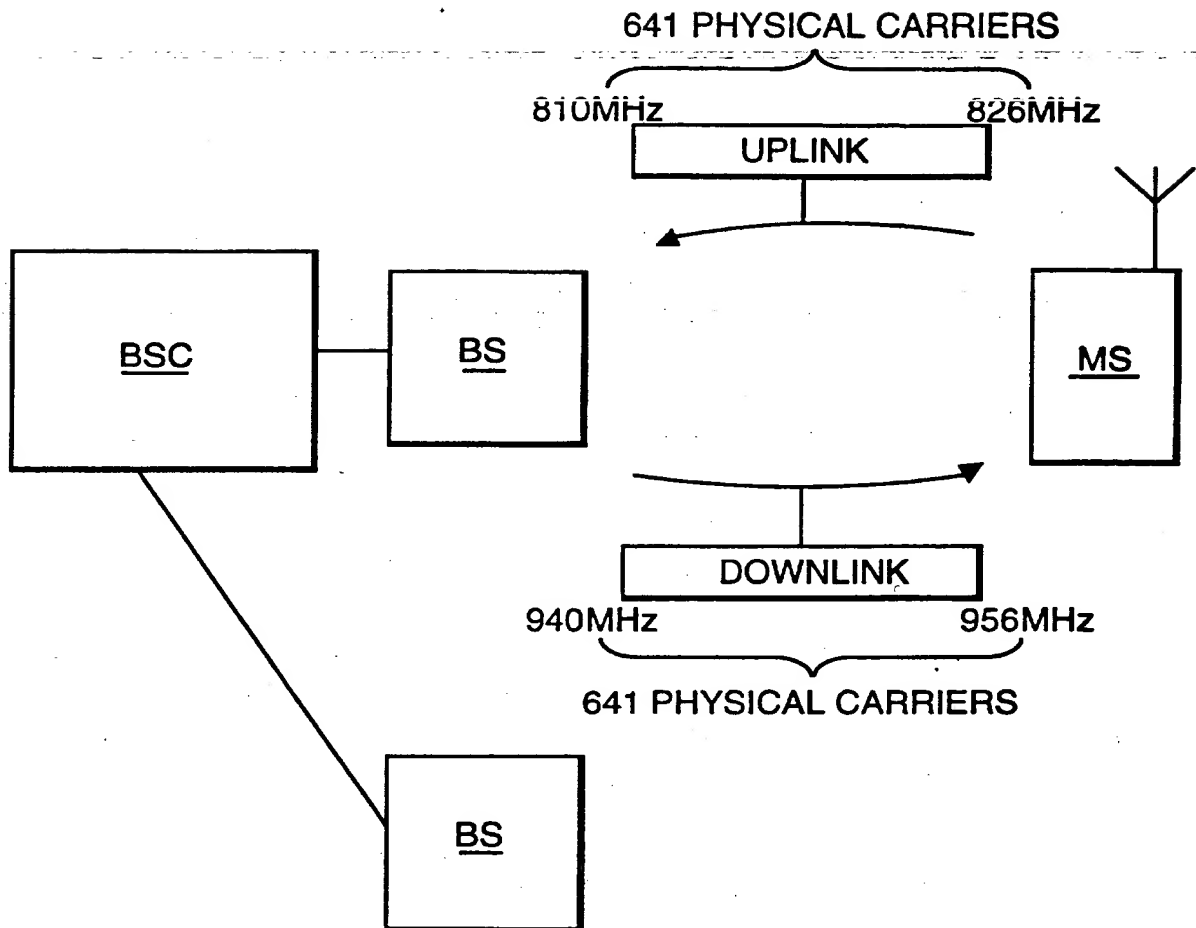 641 PHYSICAL CARRIERS
810MHz 826MHz
UPLINK
BSC
BS
MS
DOWNLINK
940MHz 956MHz
641 PHYSICAL CARRIERS
BS